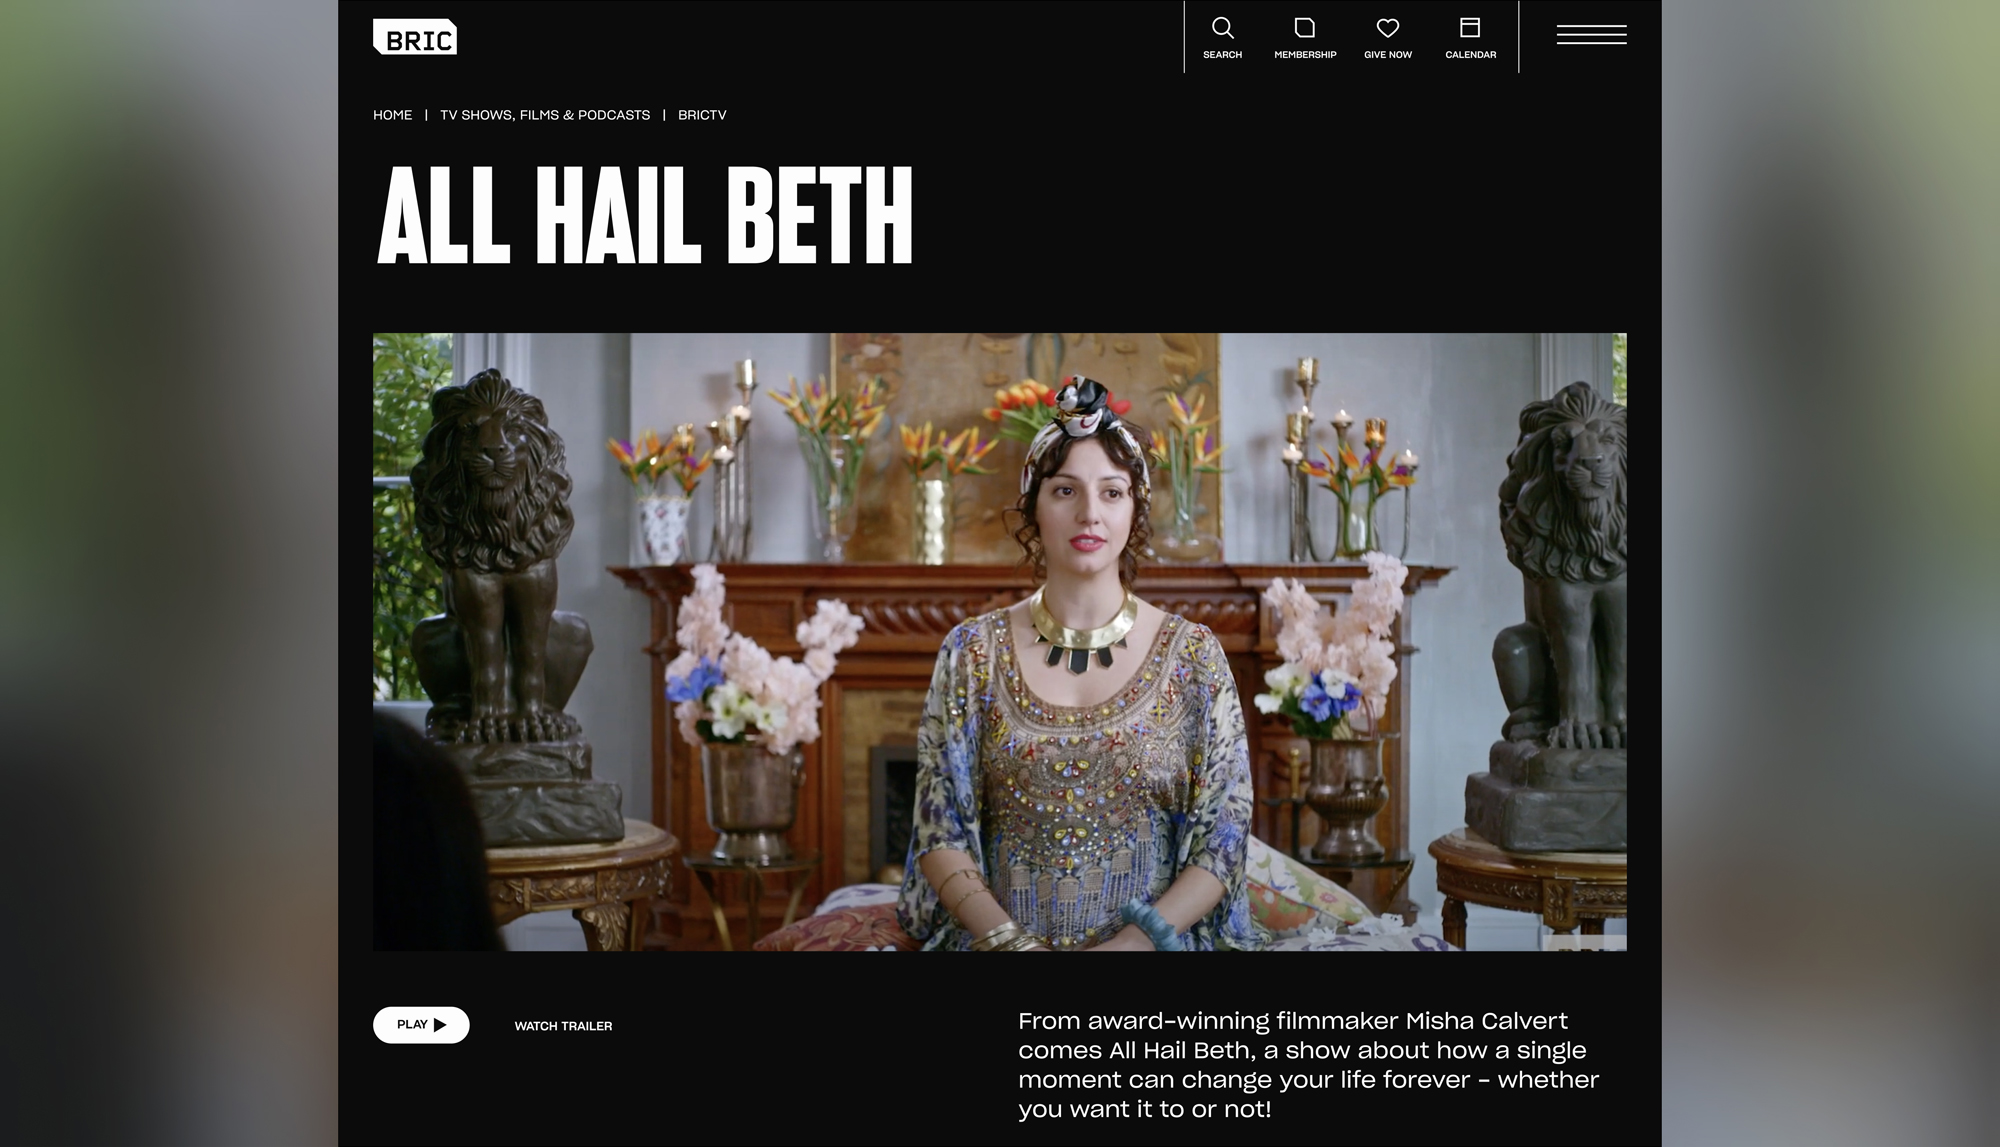 BRIC
SEARCH
MEMBERSHIP
GIVE NOW
CALENDAR
HOME | TV SHOWS, FILMS & PODCASTS | BRICTV
ALL HAIL BETH
PLAY
WATCH TRAILER
From award-winning filmmaker Misha Calvert
comes All Hail Beth, a show about how a single
moment can change your life forever – whether
you want it to or not!